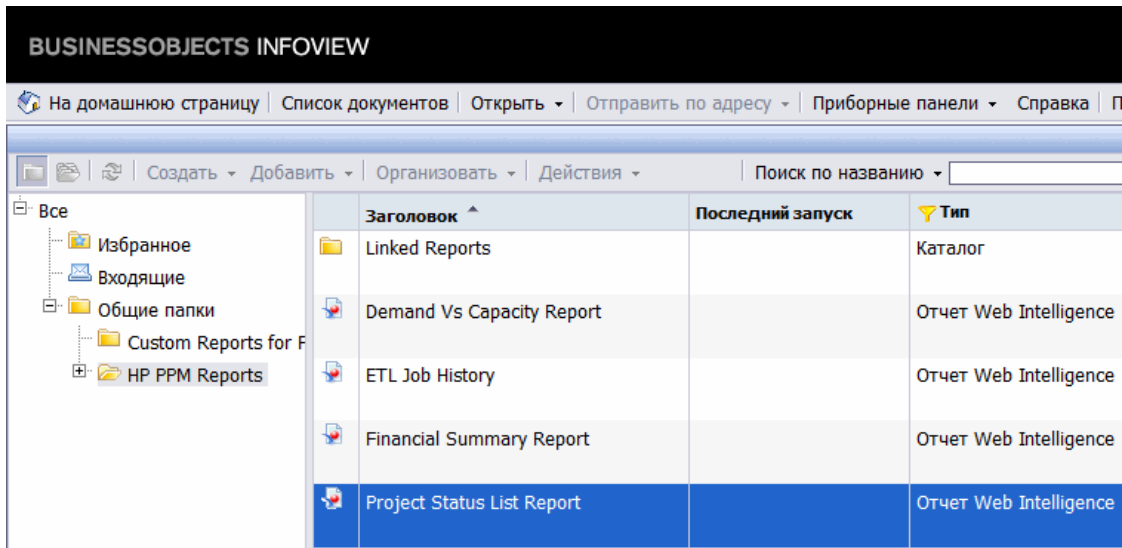 BUSINESSOBJECTS INFOVIEW
На домашнюю страницу Список документов Открыть Отправить по адресу Приборные панели Справка П
Создать Добавить Организовать Действия Поиск по названию
Все
Избранное
Входящие
Общие папки
Custom Reports for F
HP PPM Reports
Заголовок Последний запуск Тип
Linked Reports Каталог
Demand Vs Capacity Report Отчет Web Intelligence
ETL Job History Отчет Web Intelligence
Financial Summary Report Отчет Web Intelligence
Project Status List Report Отчет Web Intelligence